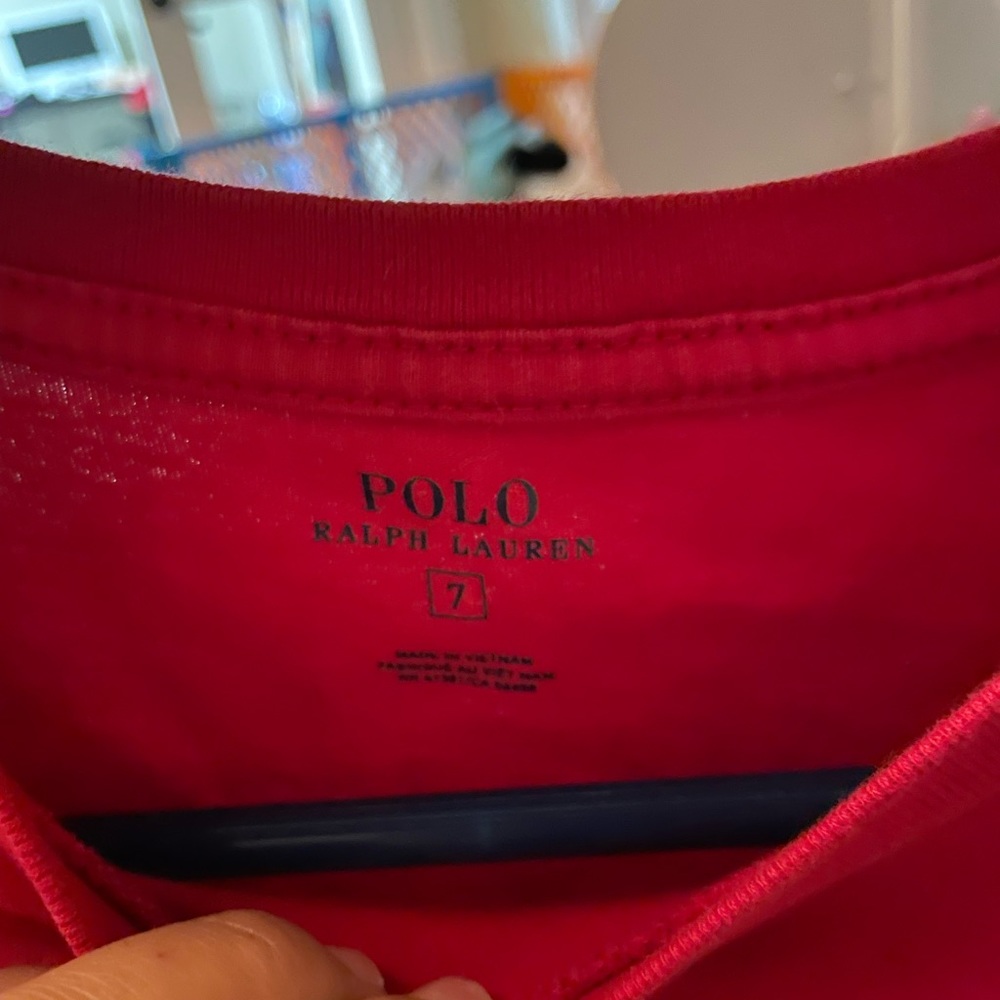 POLO
RALPH LAUREN
7
MADE IN VIETNAM
FABRIQUÉ AU VIET NAM